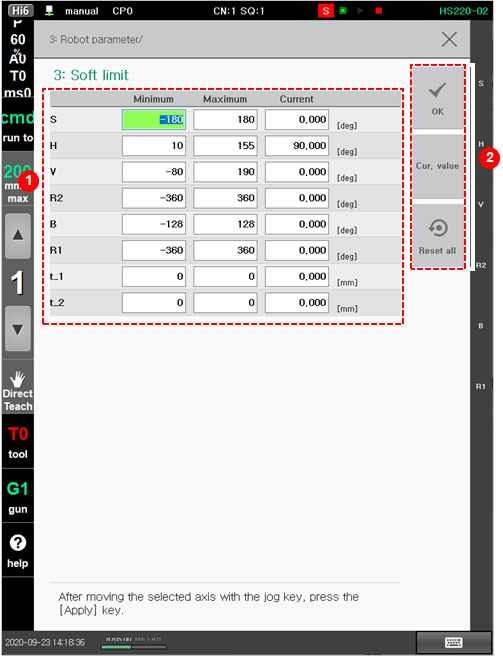 Hi6 manual CP0 CN:1 SQ:1 S HS220-02
P
60
%
A0
T0
ms0
cmd
run to
200
max
1
Direct
Teach
T0
tool
G1
gun
?
help
3: Robot parameter/
3: Soft limit
Minimum Maximum Current
S -180 180 0,000 [deg]
H 10 155 90,000 [deg]
V -80 190 0,000 [deg]
R2 -360 360 0,000 [deg]
B -128 128 0,000 [deg]
R1 -360 360 0,000 [deg]
t_1 0 0 0,000 [mm]
t_2 0 0 0,000 [mm]
1
OK
Cur, value
Reset all
2
S
H
V
R2
B
R1
After moving the selected axis with the jog key, press the
[Apply] key.
2020-09-23 14:18:36